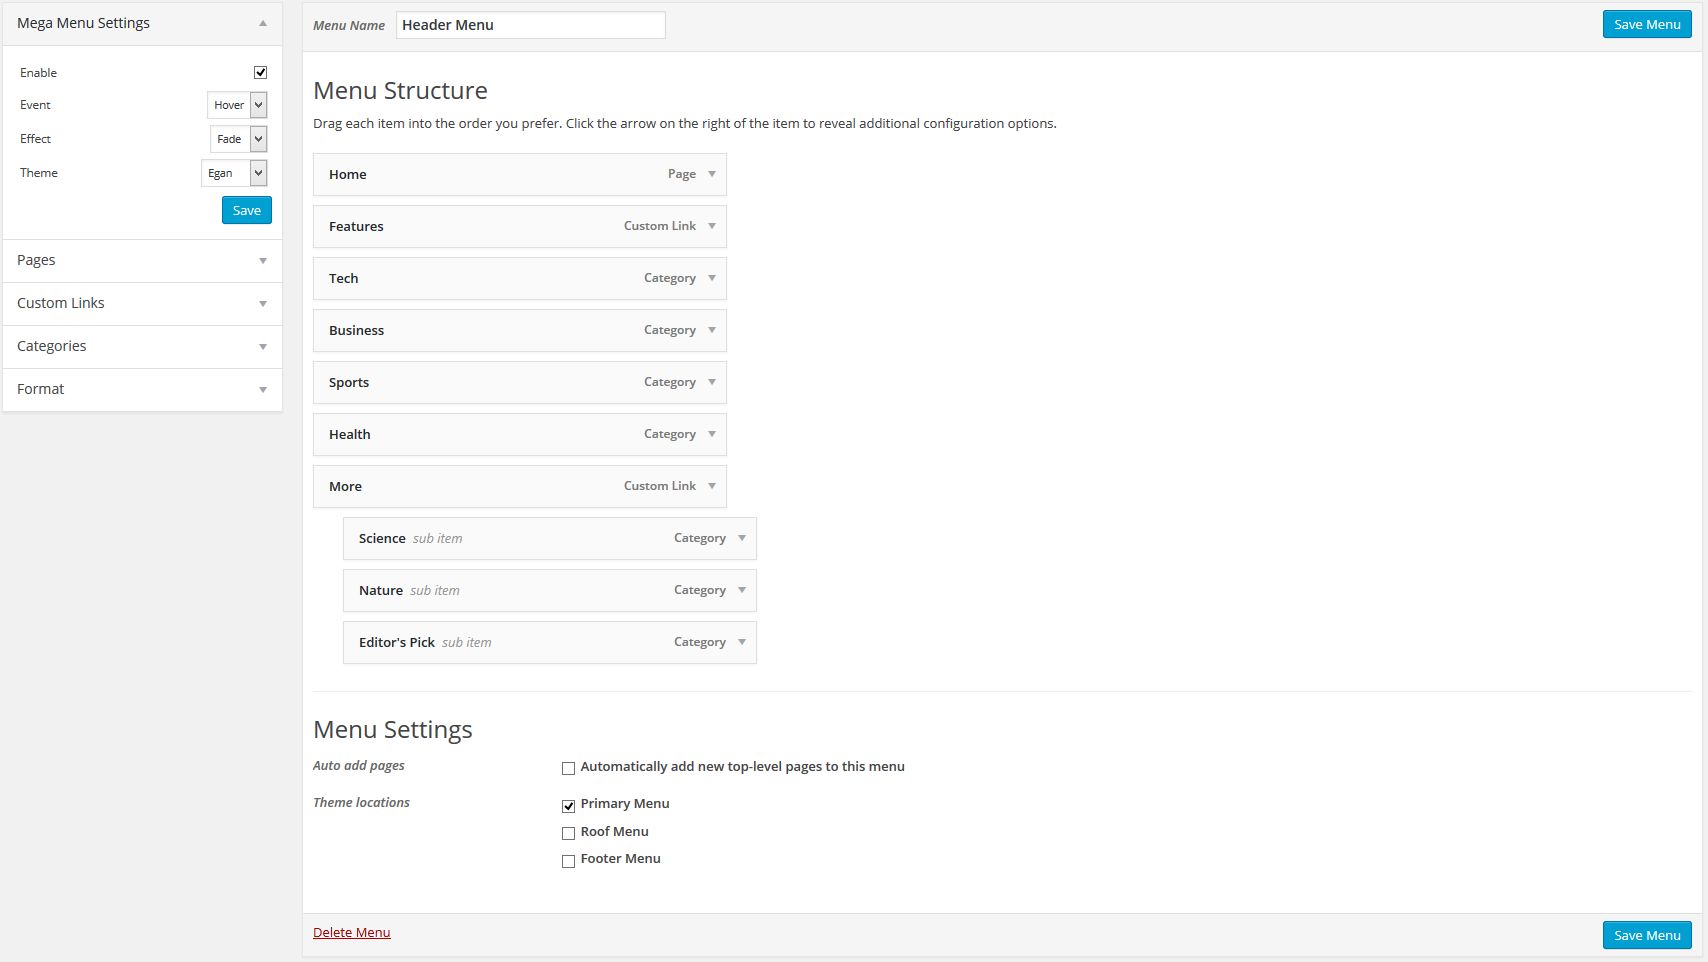 Mega Menu Settings
Enable
Event Hover
Effect Fade
Theme Egan
Save
Pages
Custom Links
Categories
Format
Menu Name Header Menu Save Menu
Menu Structure
Drag each item into the order you prefer. Click the arrow on the right of the item to reveal additional configuration options.
Home Page
Features Custom Link
Tech Category
Business Category
Sports Category
Health Category
More Custom Link
Science sub item Category
Nature sub item Category
Editor's Pick sub item Category
Menu Settings
Auto add pages Automatically add new top-level pages to this menu
Theme locations Primary Menu
Roof Menu
Footer Menu
Delete Menu Save Menu